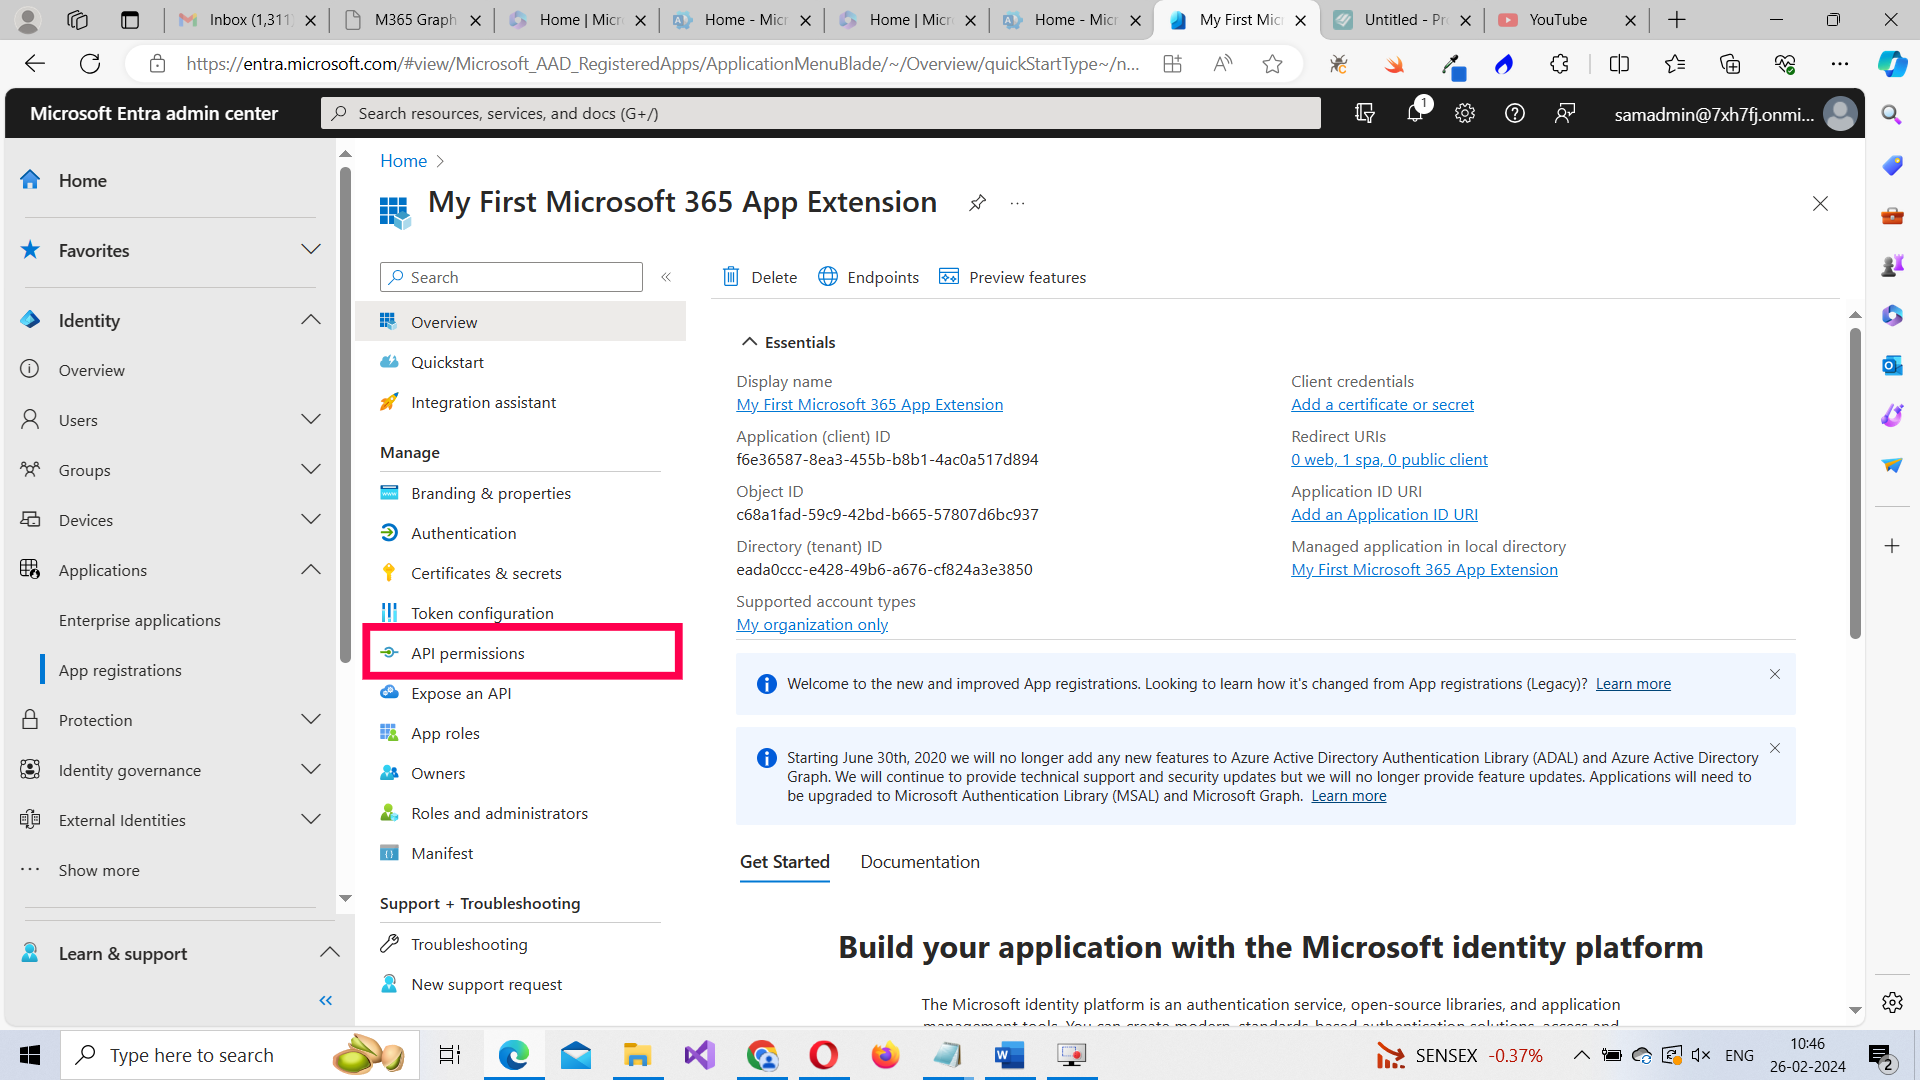 Inbox (1,311)
M365 Graph
Home | Micr
Home - Micr
Home | Micr
Home - Micr
My First Mic
Untitled - Pr
YouTube
https://entra.microsoft.com/#view/Microsoft_AAD_RegisteredApps/ApplicationMenuBlade/~/Overview/quickStartType~/n...
Microsoft Entra admin center
Search resources, services, and docs (G+/)
1
samadmin@7xh7fj.onmi...
Home
Favorites
Identity
Overview
Users
Groups
Devices
Applications
Enterprise applications
App registrations
Protection
Identity governance
External Identities
Show more
Learn & support
Home
My First Microsoft 365 App Extension
Search
Overview
Quickstart
Integration assistant
Manage
Branding & properties
Authentication
Certificates & secrets
Token configuration
API permissions
Expose an API
App roles
Owners
Roles and administrators
Manifest
Support + Troubleshooting
Troubleshooting
New support request
Delete
Endpoints
Preview features
Essentials
Display name
My First Microsoft 365 App Extension
Application (client) ID
f6e36587-8ea3-455b-b8b1-4ac0a517d894
Object ID
c68a1fad-59c9-42bd-b665-57807d6bc937
Directory (tenant) ID
eada0ccc-e428-49b6-a676-cf824a3e3850
Supported account types
My organization only
Client credentials
Add a certificate or secret
Redirect URIs
0 web, 1 spa, 0 public client
Application ID URI
Add an Application ID URI
Managed application in local directory
My First Microsoft 365 App Extension
Welcome to the new and improved App registrations. Looking to learn how it's changed from App registrations (Legacy)? Learn more
Starting June 30th, 2020 we will no longer add any new features to Azure Active Directory Authentication Library (ADAL) and Azure Active Directory
Graph. We will continue to provide technical support and security updates but we will no longer provide feature updates. Applications will need to
be upgraded to Microsoft Authentication Library (MSAL) and Microsoft Graph. Learn more
Get Started
Documentation
Build your application with the Microsoft identity platform
The Microsoft identity platform is an authentication service, open-source libraries, and application
management tools. You can create modern, standards-based authentication solutions, access and
Type here to search
SENSEX -0.37%
ENG
10:46
26-02-2024
2